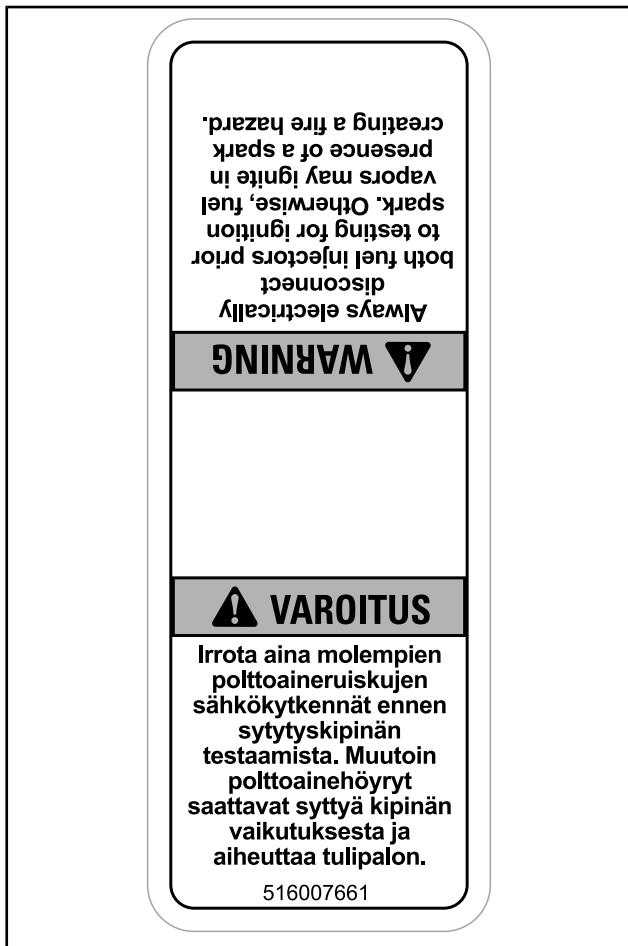 WARNING
Always electrically
disconnect
both fuel injectors prior
to testing for ignition
spark. Otherwise, fuel
vapors may ignite in
presence of a spark
creating a fire hazard.
VAROITUS
Irrota aina molempien
polttoaineruiskujen
sähkökytkennät ennen
sytytyskipinän
testaamista. Muutoin
polttoainehöyryt
saattavat syttyä kipinän
vaikutuksesta ja
aiheuttaa tulipalon.
516007661